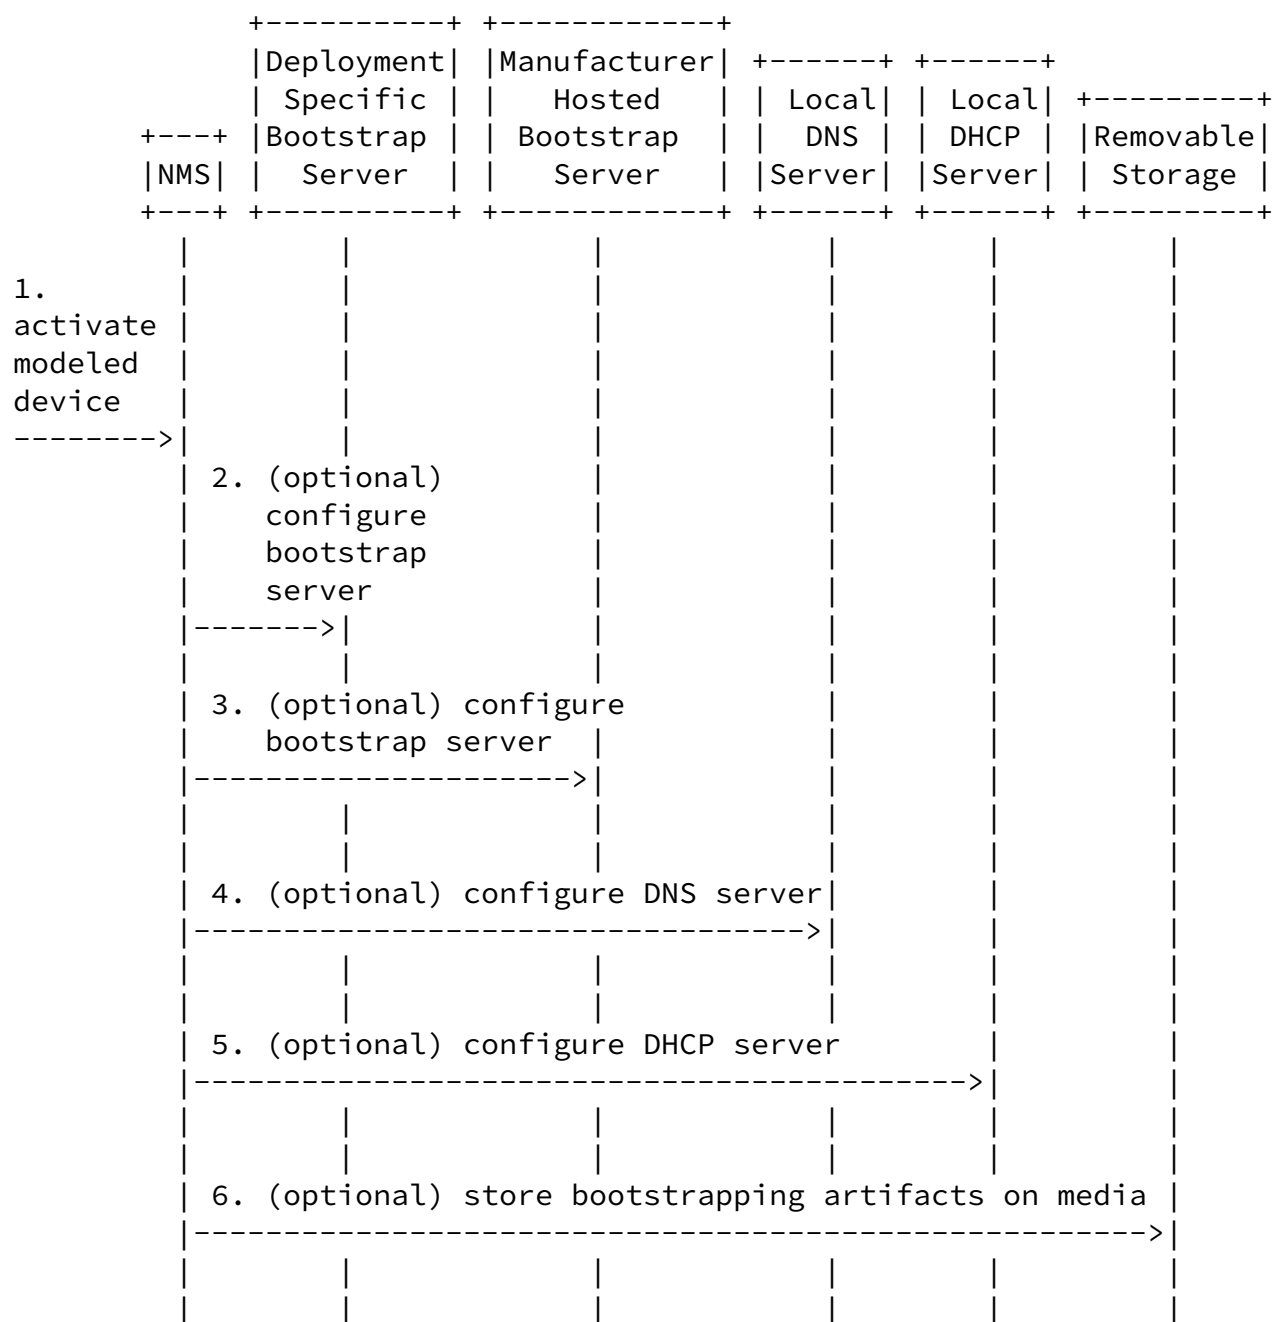 +----------+ +------------+
             |Deployment| |Manufacturer| +------+ +------+
             | Specific | |   Hosted   | | Local| | Local| +---------+
       +---+ |Bootstrap | | Bootstrap  | |  DNS | | DHCP | |Removable|
       |NMS| |  Server  | |   Server   | |Server| |Server| | Storage |
       +---+ +----------+ +------------+ +------+ +------+ +---------+
         |        |             |            |        |         |
1.       |        |             |            |        |         |
activate |        |             |            |        |         |
modeled  |        |             |            |        |         |
device   |        |             |            |        |         |
-------->|        |             |            |        |         |
         | 2. (optional)        |            |        |         |
         |    configure         |            |        |         |
         |    bootstrap         |            |        |         |
         |    server            |            |        |         |
         |------->|             |            |        |         |
         |        |             |            |        |         |
         | 3. (optional) configure           |        |         |
         |    bootstrap server  |            |        |         |
         |--------------------->|            |        |         |
         |        |             |            |        |         |
         |        |             |            |        |         |
         | 4. (optional) configure DNS server|        |         |
         |---------------------------------->|        |         |
         |        |             |            |        |         |
         |        |             |            |        |         |
         | 5. (optional) configure DHCP server        |         |
         |------------------------------------------->|         |
         |        |             |            |        |         |
         |        |             |            |        |         |
         | 6. (optional) store bootstrapping artifacts on media |
         |----------------------------------------------------->|
         |        |             |            |        |         |
         |        |             |            |        |         |